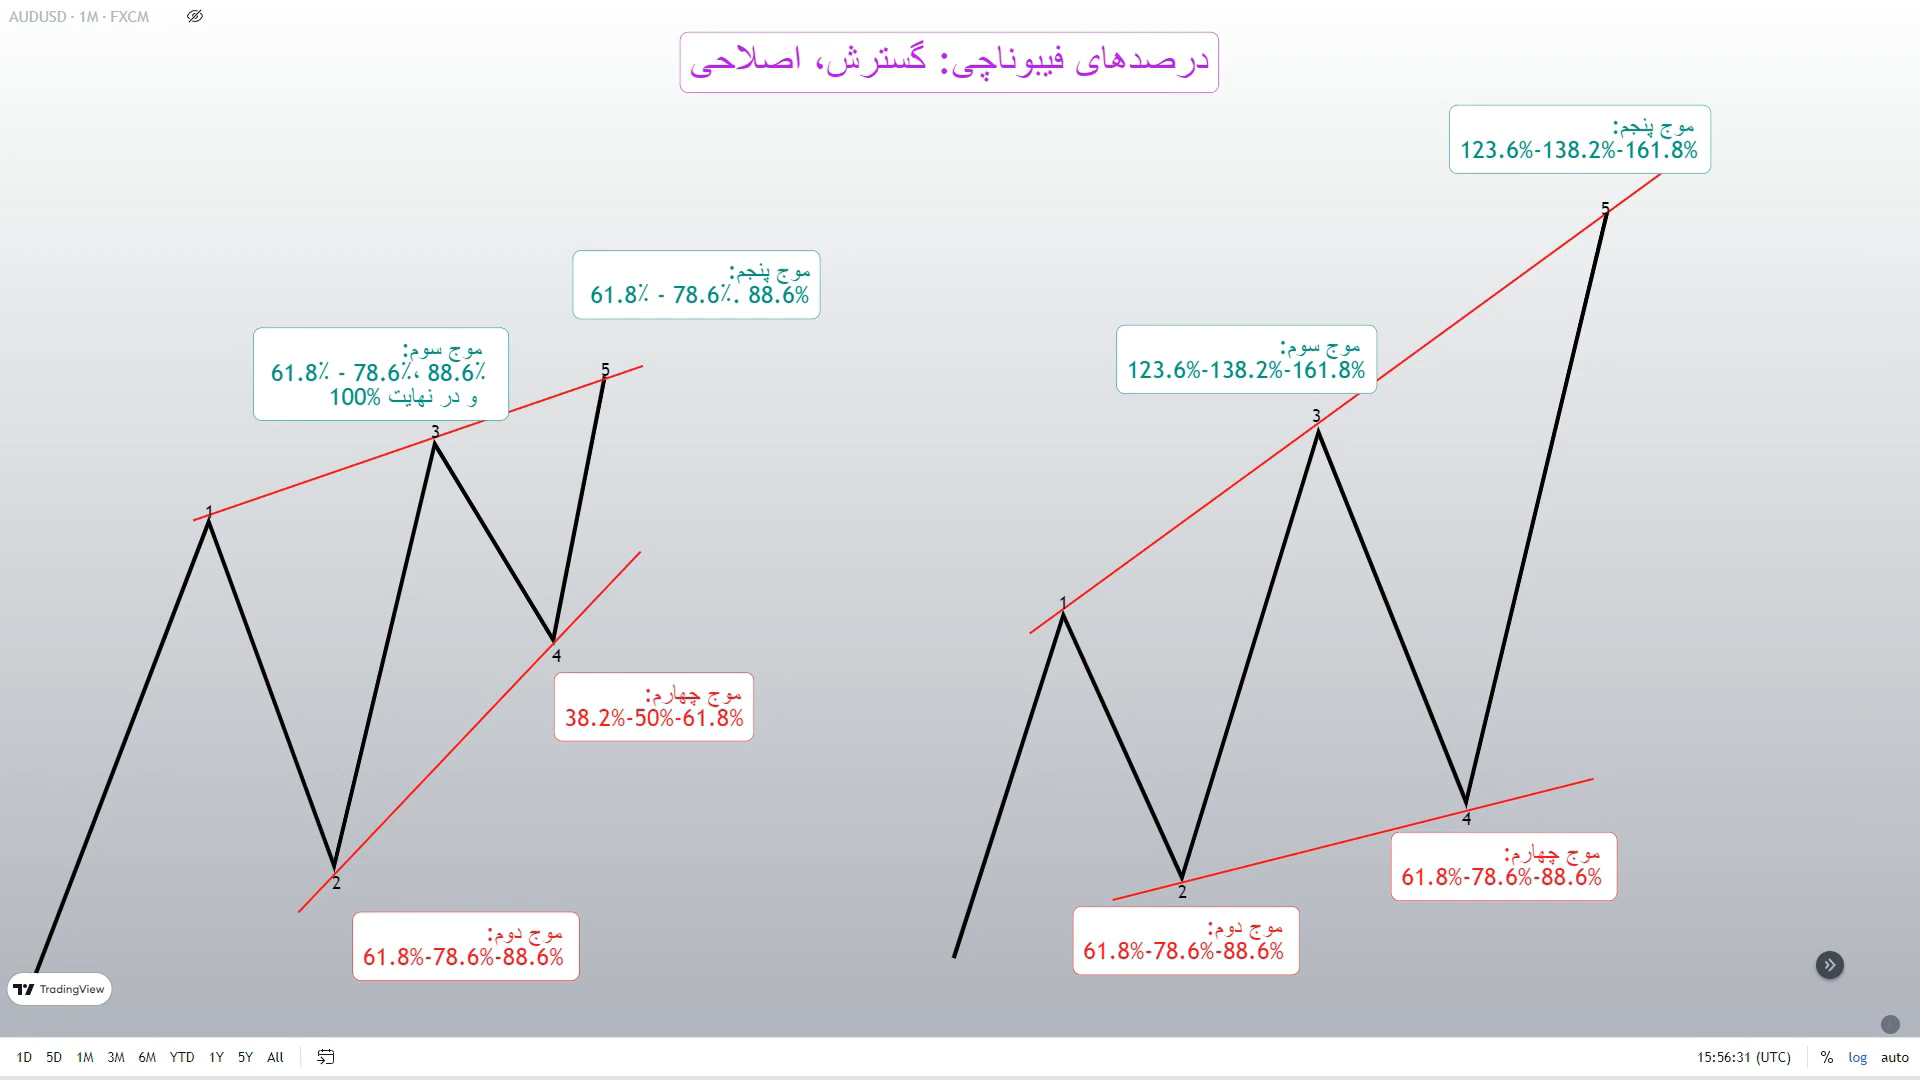 AUDUSD · 1M · FXCM
درصدهای فیبوناچی: گسترش، اصلاحی
موج پنجم:
123.6%-138.2%-161.8%
موج پنجم:
61.8٪ - 78.6٪. 88.6%
موج سوم:
61.8٪ - 78.6٪، 88.6٪
و در نهایت 100%
موج سوم:
123.6%-138.2%-161.8%
5
3
1
5
3
1
4
2
4
2
موج چهارم:
38.2%-50%-61.8%
موج چهارم:
61.8%-78.6%-88.6%
موج دوم:
61.8%-78.6%-88.6%
موج دوم:
61.8%-78.6%-88.6%
TradingView
1D 5D 1M 3M 6M YTD 1Y 5Y All
15:56:31 (UTC) % log auto